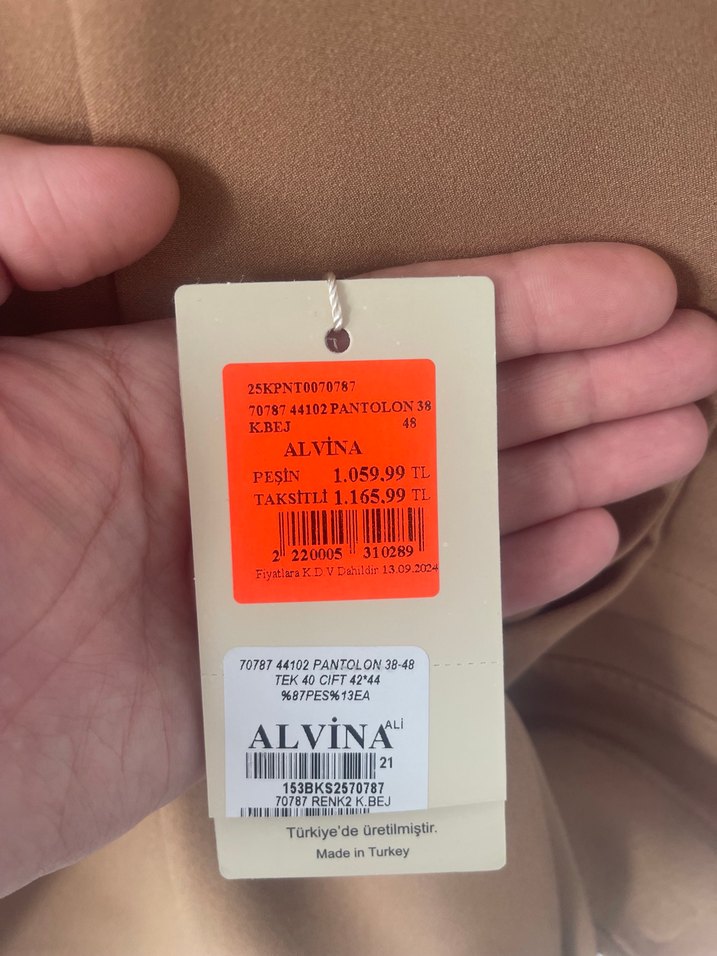 25KPNT0070787
70787 44102 PANTOLON 38
K.BEJ 48
ALVİNA
PEŞİN 1.059,99 TL
TAKSİTLİ 1.165,99 TL
2 220005 310289
Fiyatlara K.D.V Dahildir 13.09.2024
70787 44102 PANTOLON 38-48
TEK 40 CIFT 42*44
%87PES%13EA
ALVİNA ALİ
21
153BKS2570787
70787 RENK2 K.BEJ
Türkiye'de üretilmiştir.
Made in Turkey